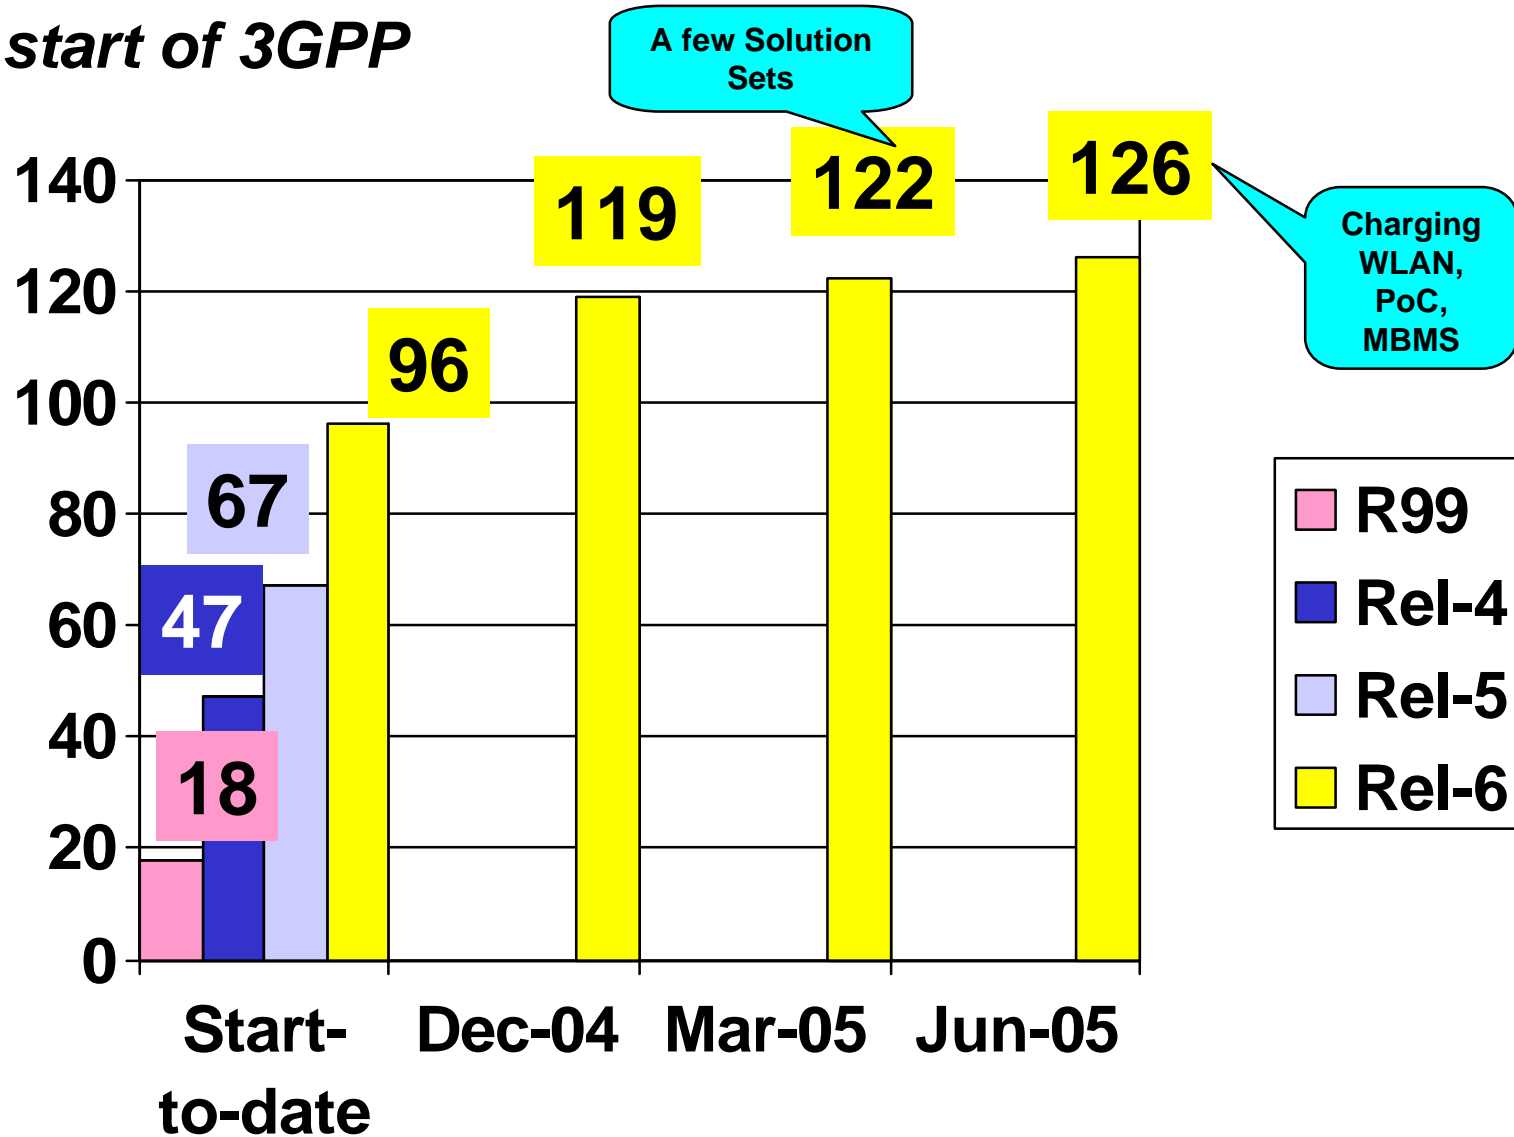 start of 3GPP
A few Solution
Sets
140
120
100
80
60
40
20
0
18
47
67
96
119
122
126
Charging
WLAN,
PoC,
MBMS
R99
Rel-4
Rel-5
Rel-6
Start-
to-date
Dec-04
Mar-05
Jun-05